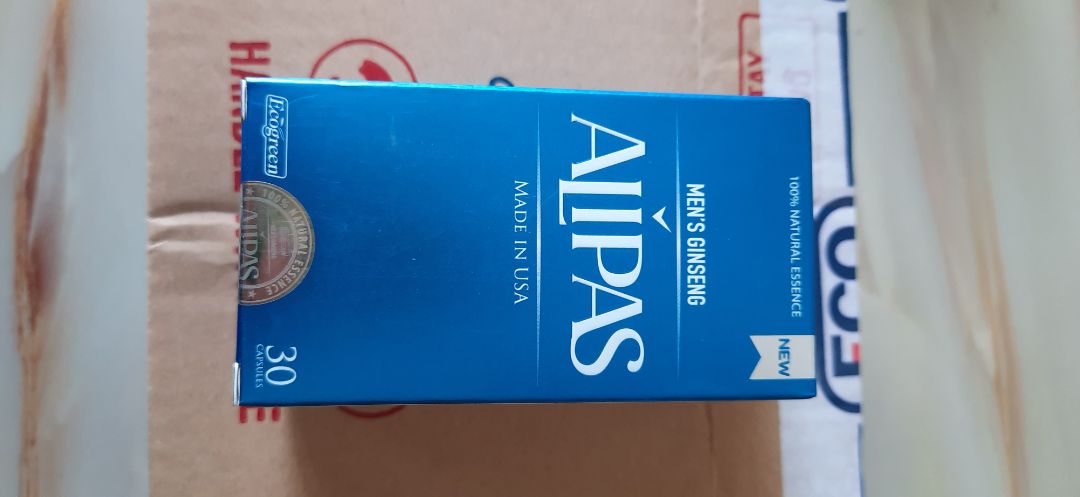 100% NATURAL ESSENCE
NEW
MEN'S GINSENG
ALIPAS
MADE IN USA
Ecogreen
100% NATURAL ESSENCE
ALIPAS
30
CAPSULES